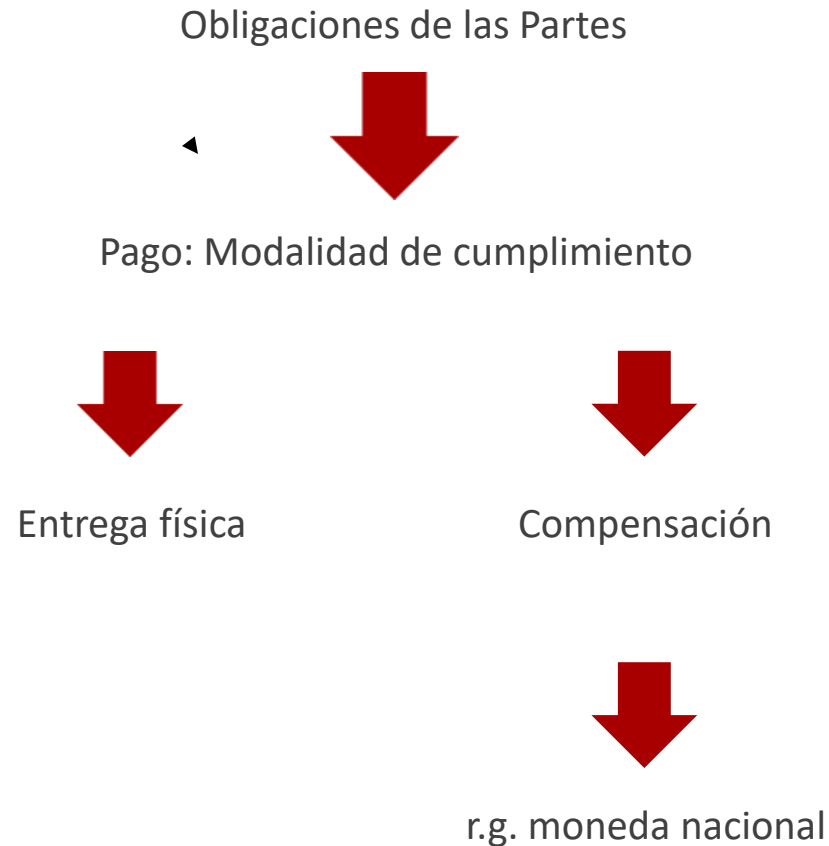 Obligaciones de las Partes
Pago: Modalidad de cumplimiento
Entrega física
Compensación
r.g. moneda nacional